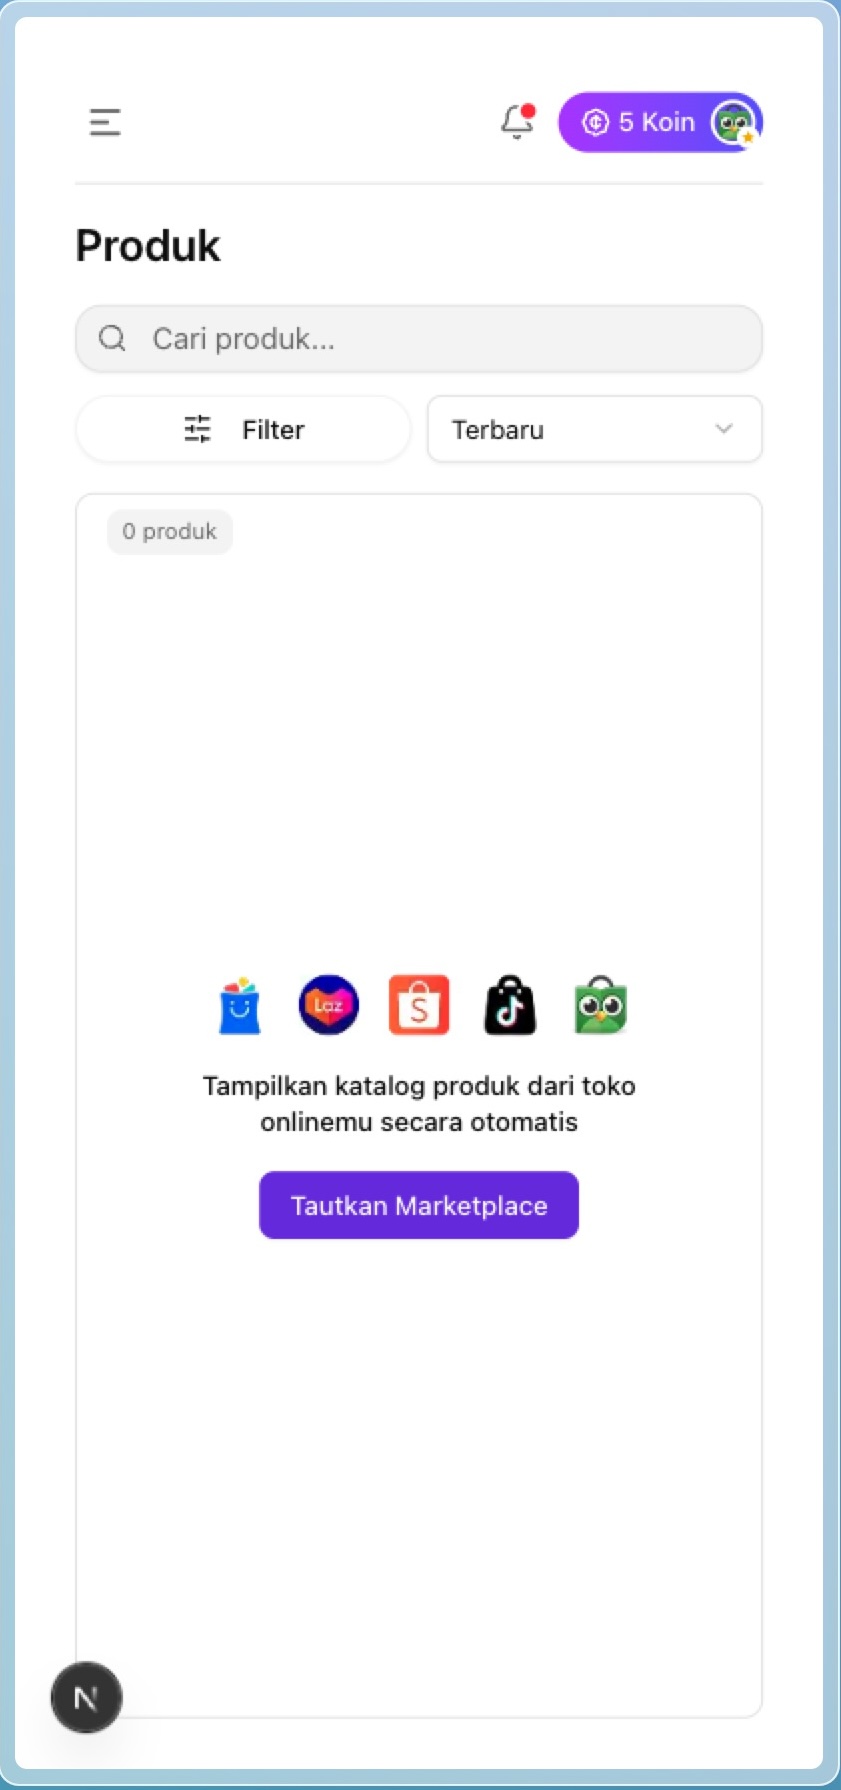 5 Koin
Produk
Cari produk...
Filter
Terbaru
0 produk
Laz
S
Tampilkan katalog produk dari toko
onlinemu secara otomatis
Tautkan Marketplace
N